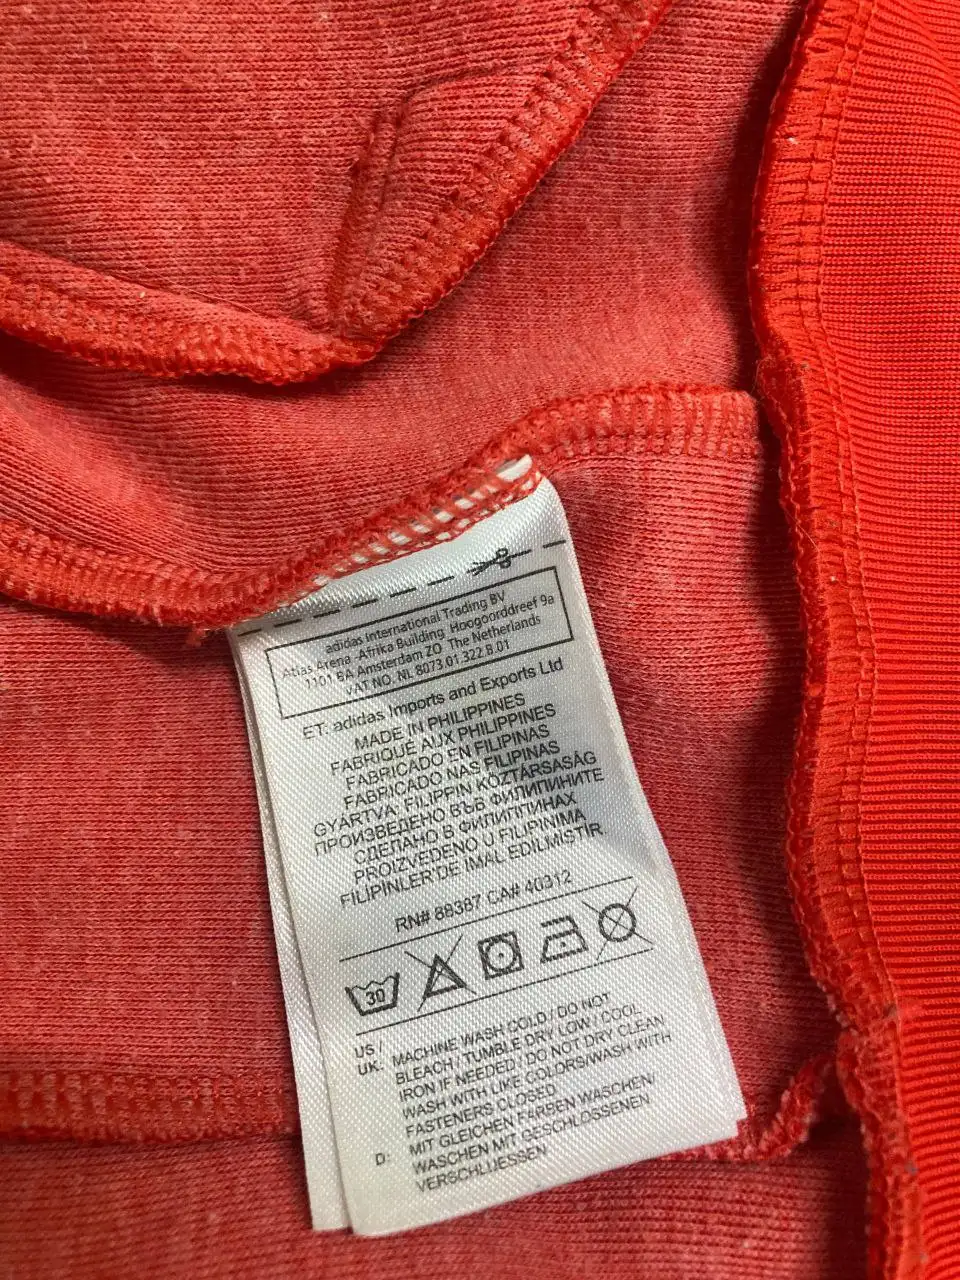 adidas International Trading BV
Atlas Arena Afrika Building Hoogoorddreef 9a
1101 BA Amsterdam ZO The Netherlands
VAT NO. NL 8073.01.322.B.01
ET: adidas Imports and Exports Ltd
MADE IN PHILIPPINES
FABRIQUÉ AUX PHILIPPINES
FABRICADO EN FILIPINAS
FABRICADO NAS FILIPINAS
GYÁRTVA: FILIPPIN KÖZTÁRSASÁG
ПРОИЗВЕДЕНО ВЪВ ФИЛИПИНИТЕ
СДЕЛАНО В ФИЛИППИНАХ
PROIZVEDENO U FILIPINIMA
FILIPINLER'DE IMAL EDILMISTIR
RN# 88387 CA# 40312
30
US / UK: MACHINE WASH COLD / DO NOT
BLEACH / TUMBLE DRY LOW / COOL
IRON IF NEEDED / DO NOT DRY CLEAN
WASH WITH LIKE COLORS/WASH WITH
FASTENERS CLOSED
D: MIT GLEICHEN FARBEN WASCHEN/
WASCHEN MIT GESCHLOSSENEN
VERSCHLUESSEN